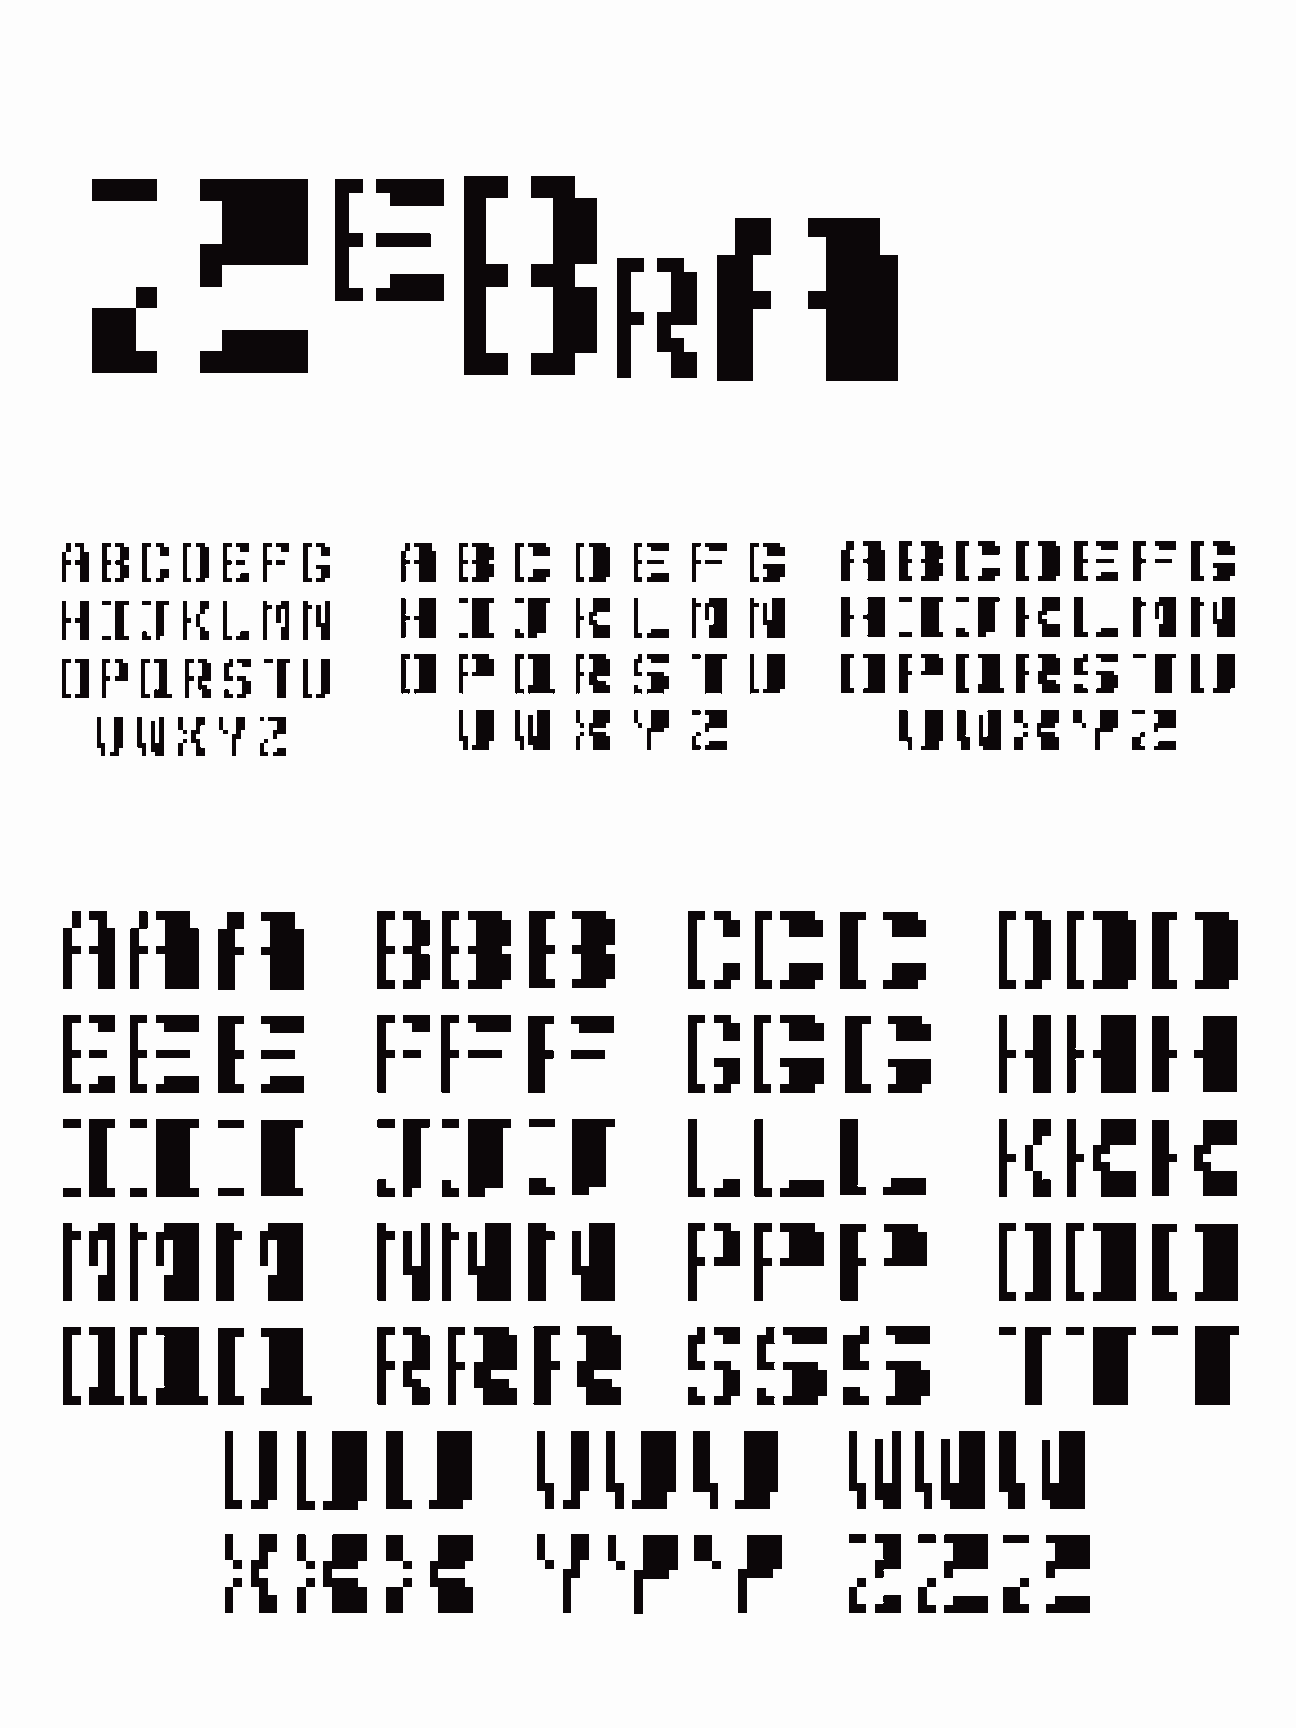 ZEBRA
ABCDEFG
HIJKLMN
OPQRSTU
VWXYZ
ABCDEFG
HIJKLMN
OPQRSTU
VWXYZ
ABCDEFG
HIJKLMN
OPQRSTU
VWXYZ
AAA BBB CCC DDD
EEE FFF GGG HHH
III JJJ LLL KKK
MMM NNN PPP OOO
QQQ RRR SSS TTT
UUU VVV WWW
XXX YYY ZZZ